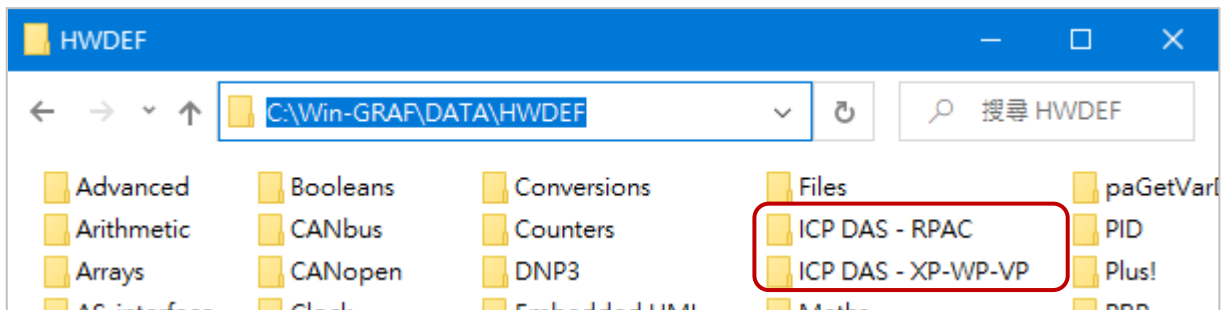 HWDEF
C:\Win-GRAF\DATA\HWDEF 搜尋 HWDEF
Advanced Booleans Conversions Files paGetVar
Arithmetic CANbus Counters ICP DAS - RPAC PID
Arrays CANopen DNP3 ICP DAS - XP-WP-VP Plus!